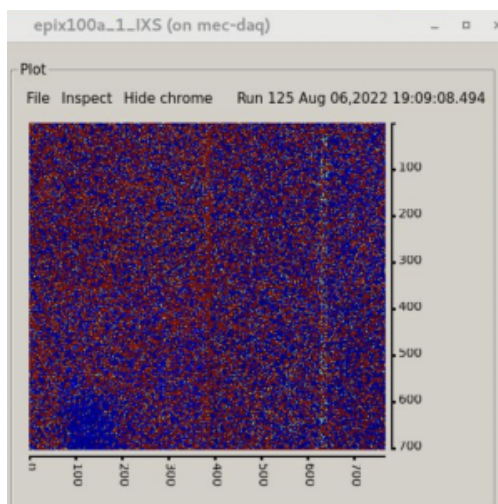 epix100a_1_IXS (on mec-daq)
Plot
File Inspect Hide chrome Run 125 Aug 06,2022 19:09:08.494
100
200
300
400
500
600
700
0 100 200 300 400 500 600 700